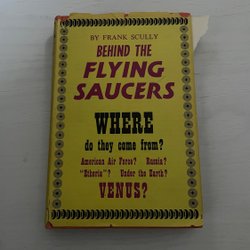 BY FRANK SCULLY
BEHIND THE
FLYING
SAUCERS
WHERE
do they come from?
American Air Force? Russia?
"Etheria"? Under the Earth?
VENUS?